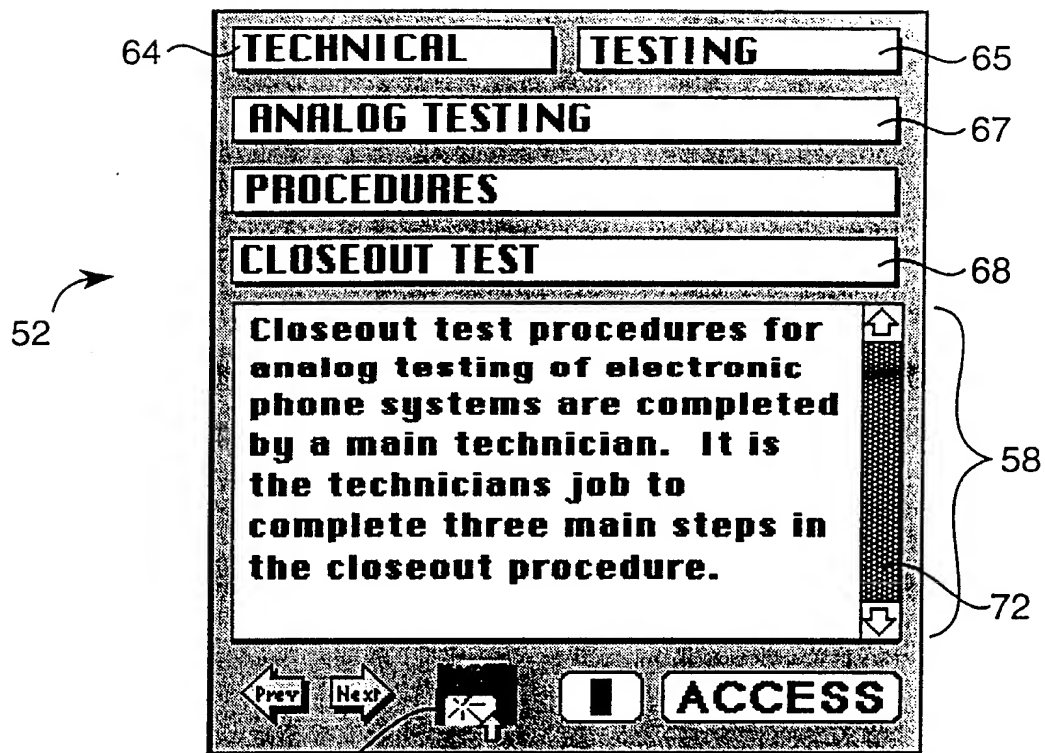 64 TECHNICAL TESTING 65
ANALOG TESTING 67
PROCEDURES
CLOSEOUT TEST 68
52
Closeout test procedures for
analog testing of electronic
phone systems are completed
by a main technician. It is
the technicians job to
complete three main steps in
the closeout procedure.
58
72
Prev Next ACCESS